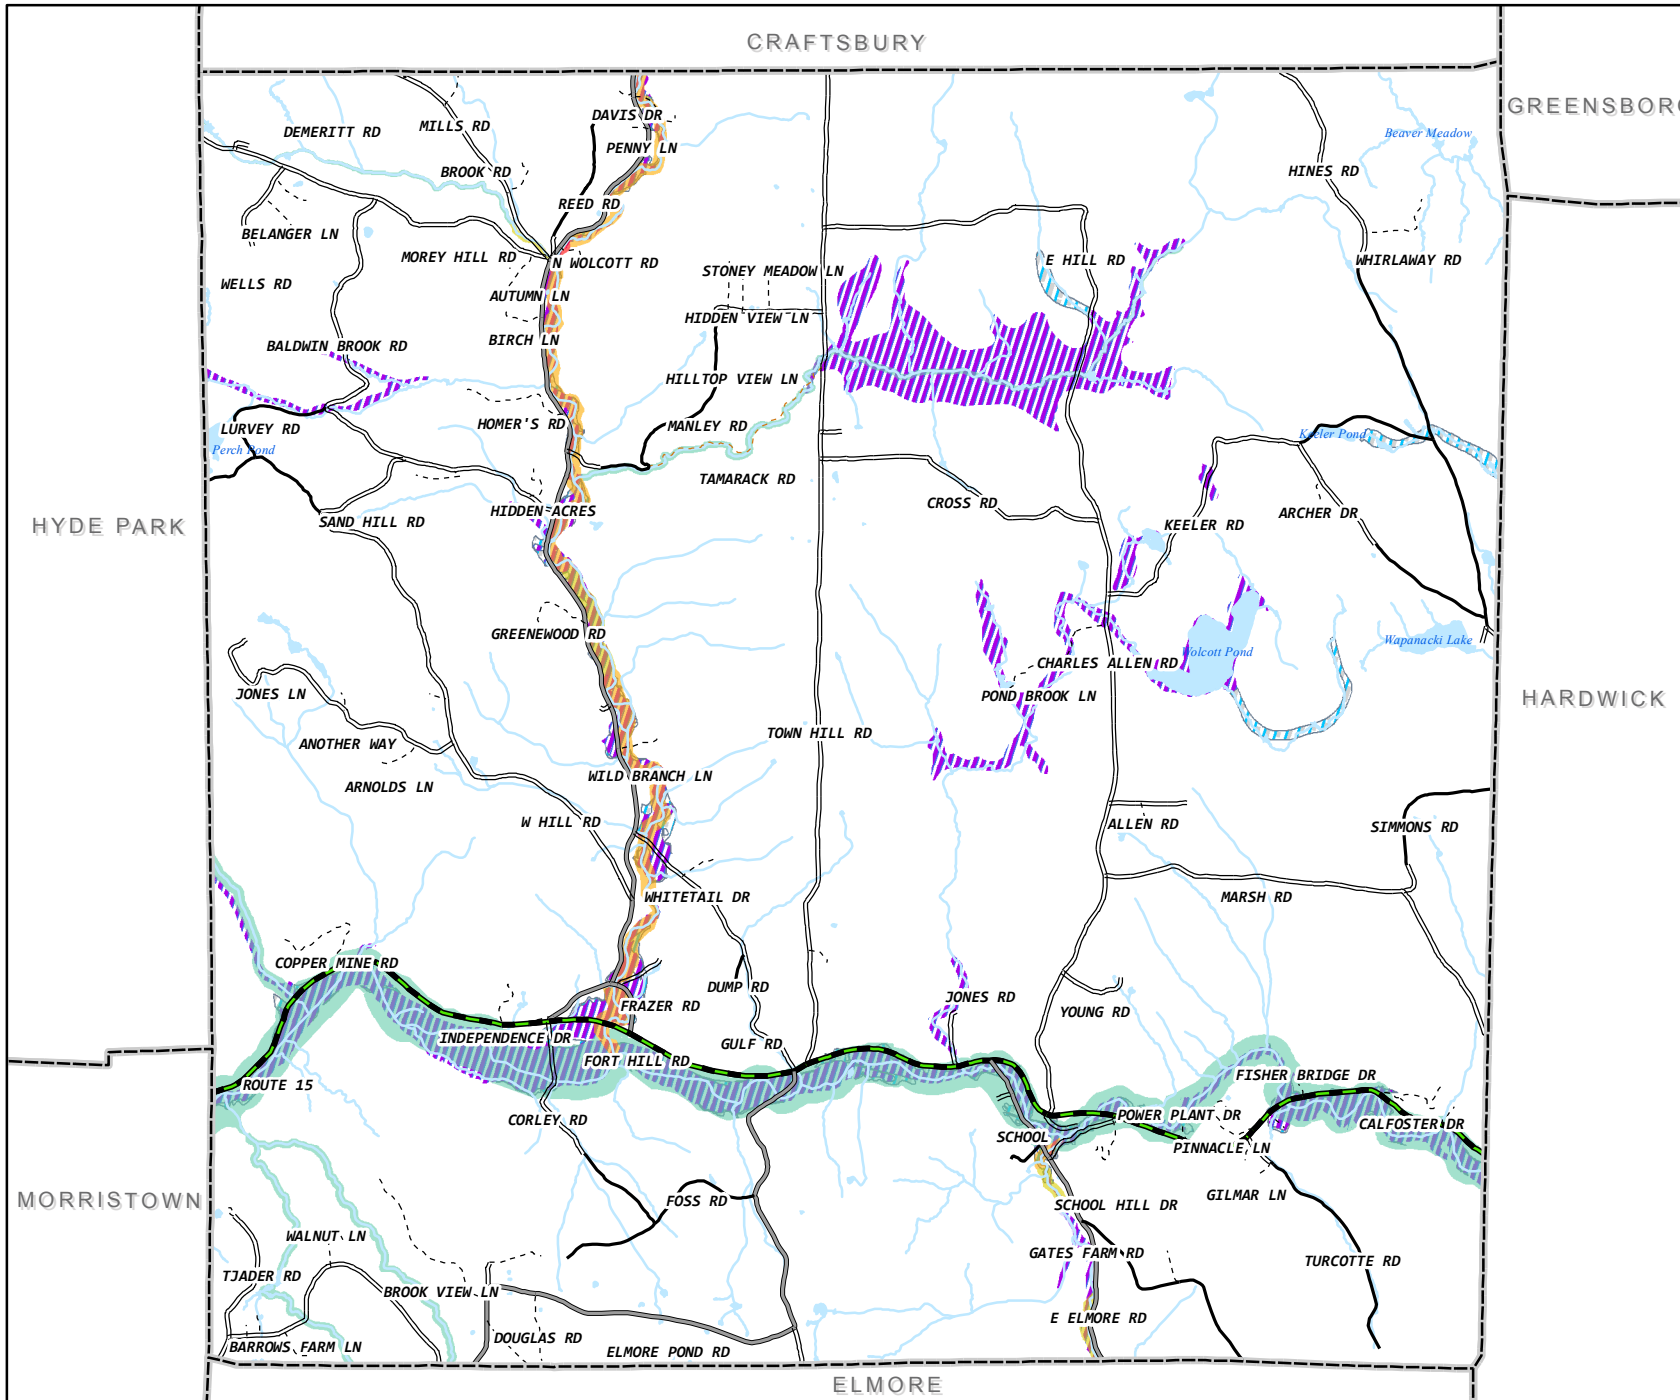 CRAFTSBURY
GREENSBORO
DAVIS DR
MILLS RD
DEMERITT RD
Beaver Meadow
PENNY LN
BROOK RD
HINES RD
REED RD
BELANGER LN
MOREY HILL RD
N WOLCOTT RD
E HILL RD
WHIRLAWAY RD
STONEY MEADOW LN
WELLS RD
AUTUMN LN
HIDDEN VIEW LN
BIRCH LN
BALDWIN BROOK RD
HILLTOP VIEW LN
HOMER'S RD
MANLEY RD
LURVEY RD
Keeler Pond
Perch Pond
TAMARACK RD
CROSS RD
HIDDEN ACRES
ARCHER DR
SAND HILL RD
KEELER RD
HYDE PARK
GREENEWOOD RD
Wapanacki Lake
Wolcott Pond
CHARLES ALLEN RD
JONES LN
POND BROOK LN
HARDWICK
TOWN HILL RD
ANOTHER WAY
WILD BRANCH LN
ARNOLDS LN
W HILL RD
ALLEN RD
SIMMONS RD
WHITETAIL DR
MARSH RD
COPPER MINE RD
DUMP RD
JONES RD
FRAZER RD
YOUNG RD
INDEPENDENCE DR
GULF RD
FORT HILL RD
FISHER BRIDGE DR
ROUTE 15
POWER PLANT DR
CORLEY RD
CALFOSTER DR
SCHOOL
PINNACLE LN
MORRISTOWN
FOSS RD
GILMAR LN
SCHOOL HILL DR
WALNUT LN
GATES FARM RD
TURCOTTE RD
TJADER RD
BROOK VIEW LN
E ELMORE RD
DOUGLAS RD
BARROWS FARM LN
ELMORE POND RD
ELMORE